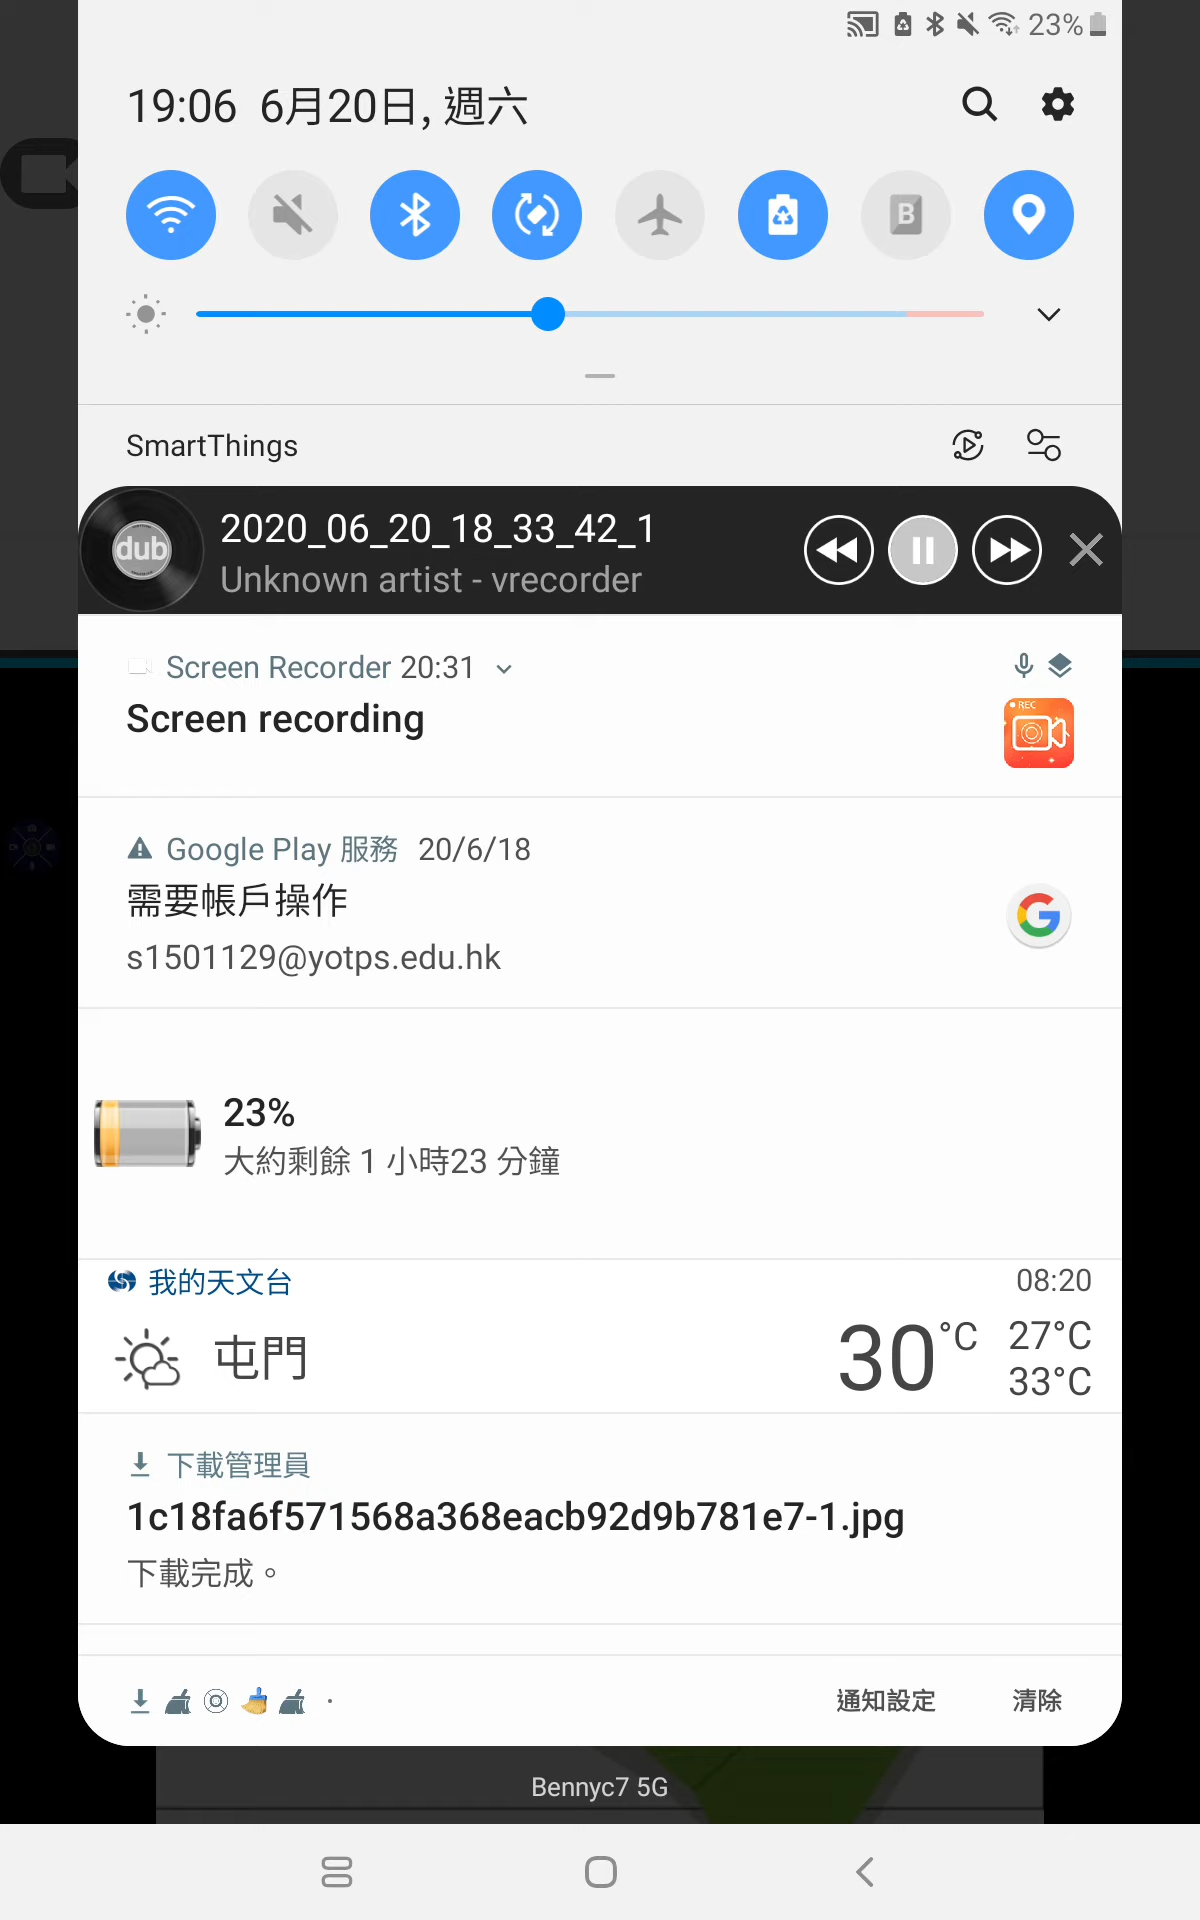 23%
19:06 6月20日, 週六
B
SmartThings
dub
2020_06_20_18_33_42_1
Unknown artist - vrecorder
Screen Recorder 20:31
Screen recording
REC
Google Play 服務 20/6/18
需要帳戶操作
s1501129@yotps.edu.hk
23%
大約剩餘 1 小時23 分鐘
我的天文台 08:20
屯門 30°C 27°C
33°C
下載管理員
1c18fa6f571568a368eacb92d9b781e7-1.jpg
下載完成。
通知設定 清除
Bennyc7 5G